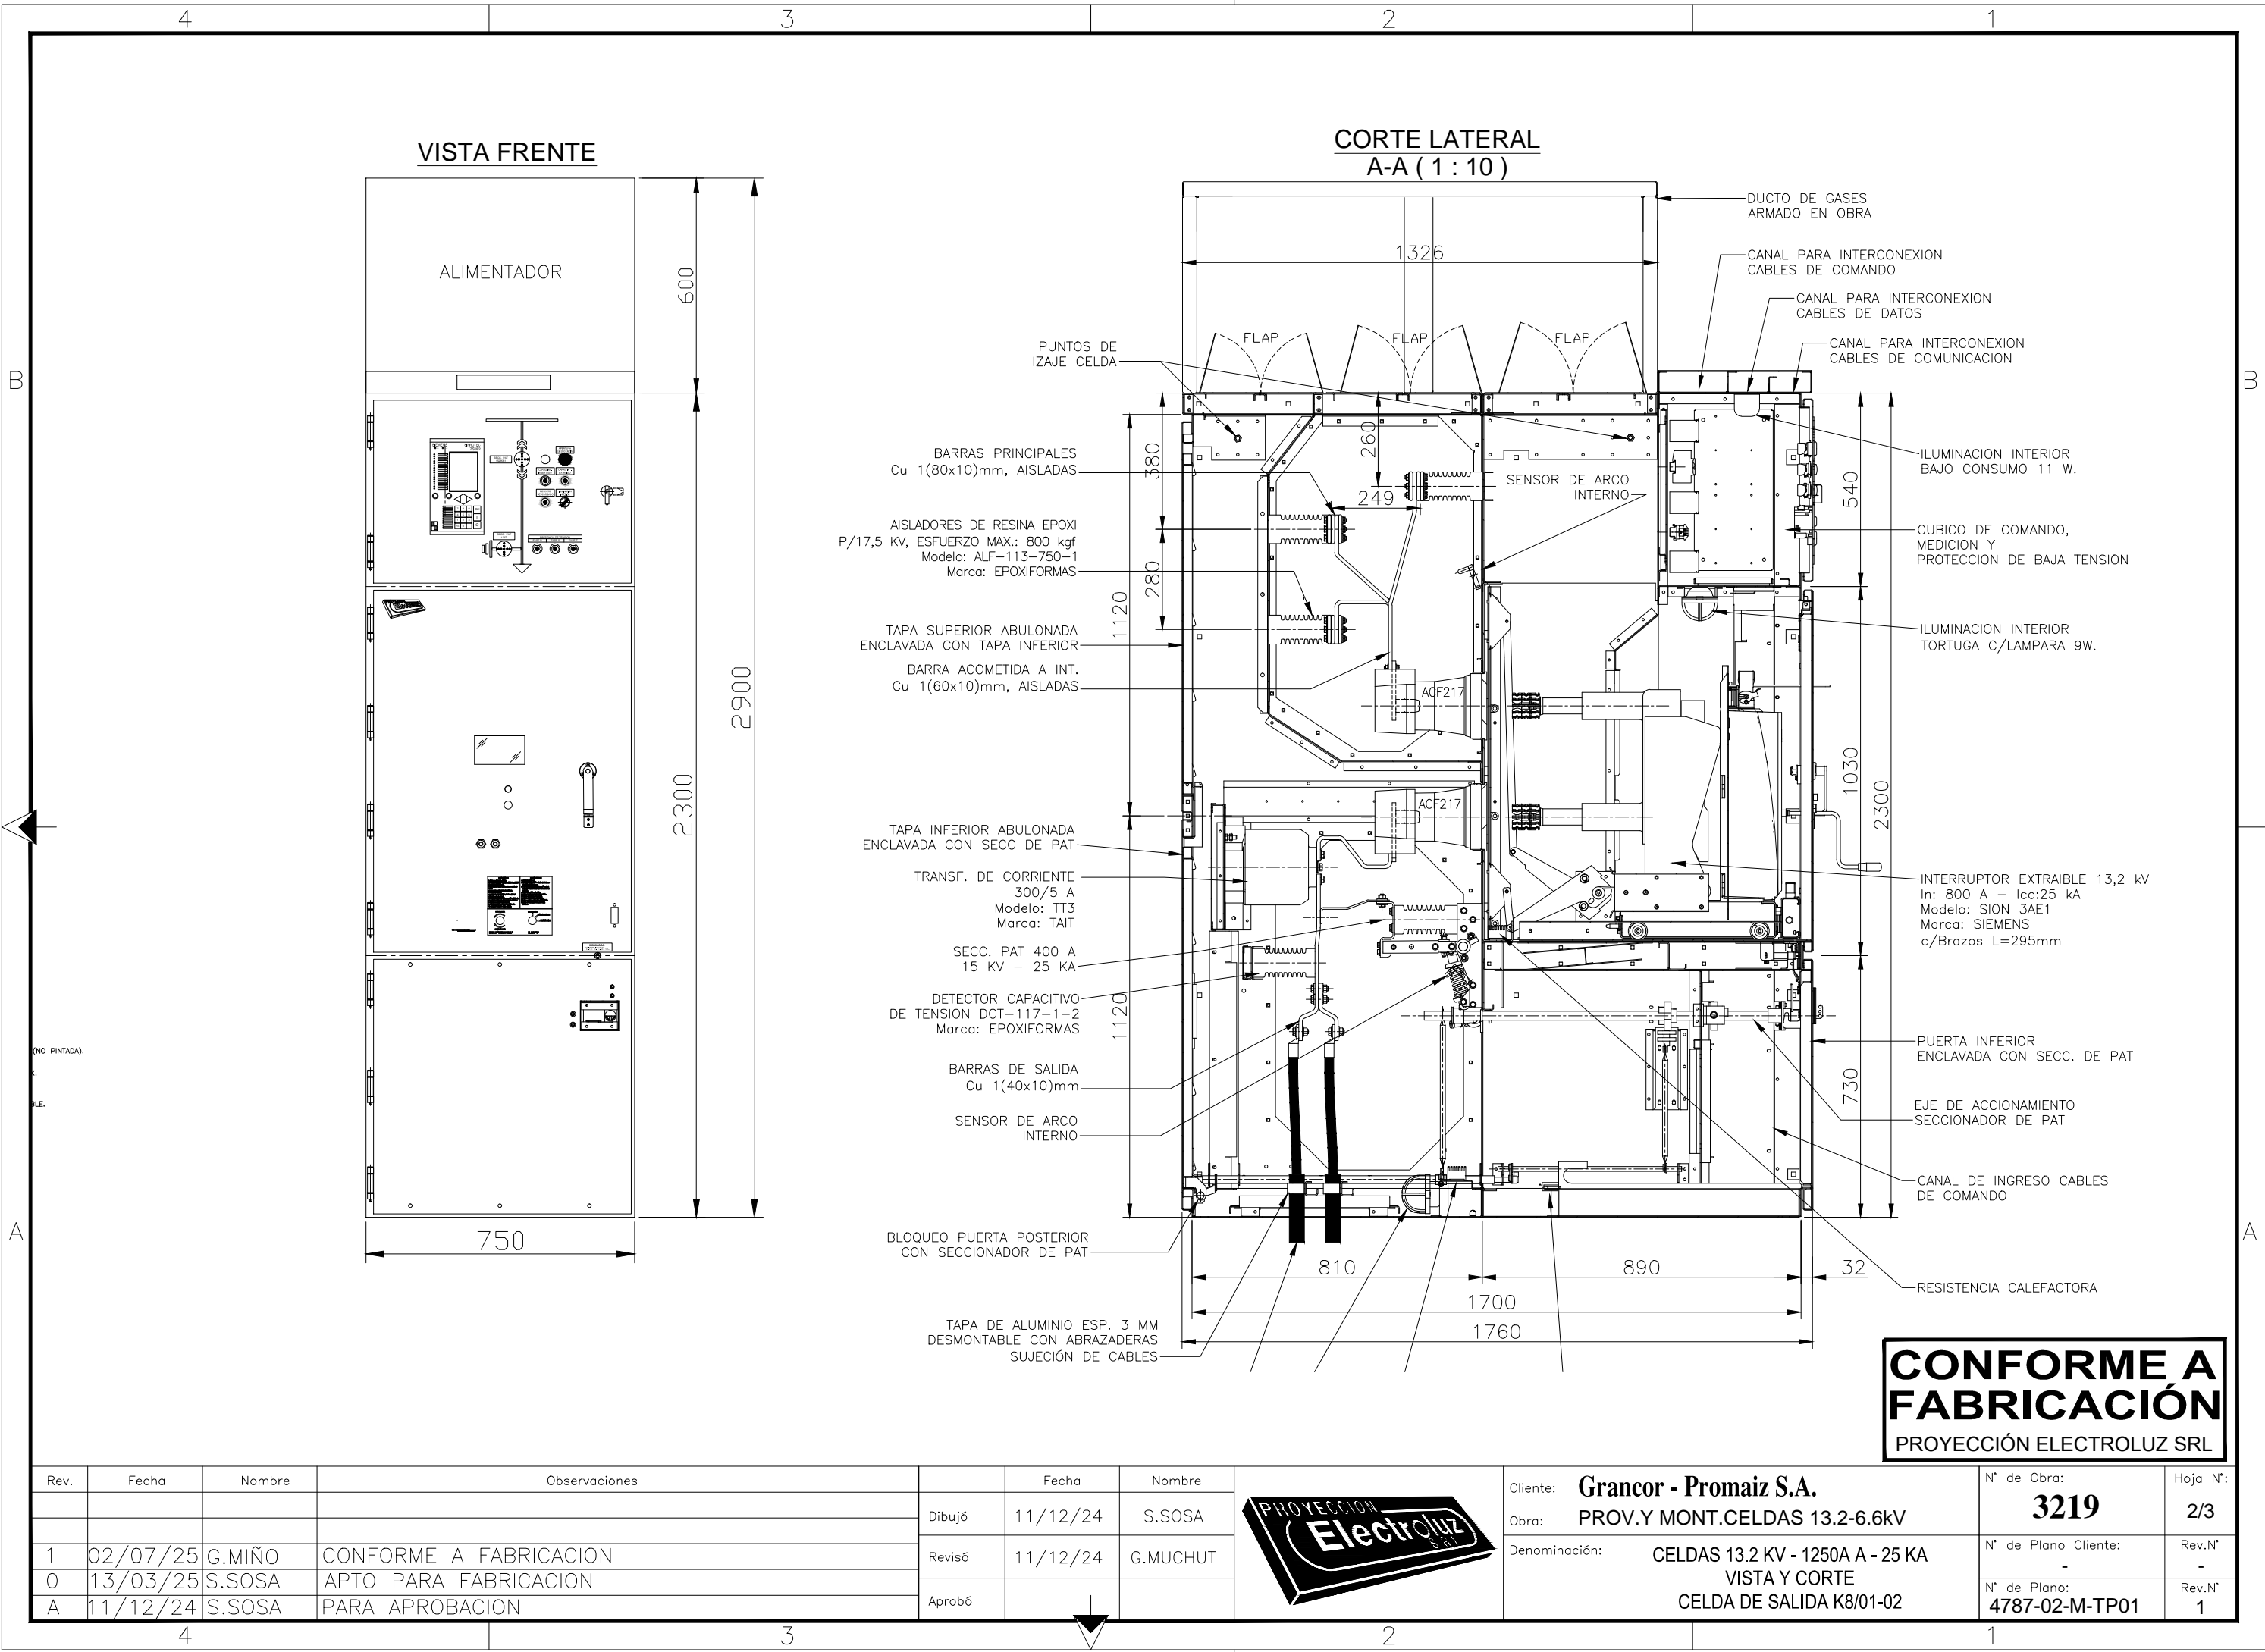 4
3
2
1
VISTA FRENTE
CORTE LATERAL
A-A ( 1 : 10 )
ALIMENTADOR
600
2900
2300
750
B
A
B
A
(NO PINTADA).
BLE.
DUCTO DE GASES
ARMADO EN OBRA
1326
CANAL PARA INTERCONEXION
CABLES DE COMANDO
CANAL PARA INTERCONEXION
CABLES DE DATOS
CANAL PARA INTERCONEXION
CABLES DE COMUNICACION
FLAP
FLAP
FLAP
PUNTOS DE
IZAJE CELDA
BARRAS PRINCIPALES
Cu 1(80x10)mm, AISLADAS
AISLADORES DE RESINA EPOXI
P/17,5 KV, ESFUERZO MAX.: 800 kgf
Modelo: ALF-113-750-1
Marca: EPOXIFORMAS
TAPA SUPERIOR ABULONADA
ENCLAVADA CON TAPA INFERIOR
BARRA ACOMETIDA A INT.
Cu 1(60x10)mm, AISLADAS
TAPA INFERIOR ABULONADA
ENCLAVADA CON SECC DE PAT
TRANSF. DE CORRIENTE
300/5 A
Modelo: TT3
Marca: TAIT
SECC. PAT 400 A
15 KV - 25 KA
DETECTOR CAPACITIVO
DE TENSION DCT-117-1-2
Marca: EPOXIFORMAS
BARRAS DE SALIDA
Cu 1(40x10)mm
SENSOR DE ARCO
INTERNO
BLOQUEO PUERTA POSTERIOR
CON SECCIONADOR DE PAT
TAPA DE ALUMINIO ESP. 3 MM
DESMONTABLE CON ABRAZADERAS
SUJECIÓN DE CABLES
380
280
1120
1120
260
249
SENSOR DE ARCO
INTERNO
ACF217
ACF217
540
1030
730
2300
ILUMINACION INTERIOR
BAJO CONSUMO 11 W.
CUBICO DE COMANDO,
MEDICION Y
PROTECCION DE BAJA TENSION
ILUMINACION INTERIOR
TORTUGA C/LAMPARA 9W.
INTERRUPTOR EXTRAIBLE 13,2 kV
In: 800 A - Icc:25 kA
Modelo: SION 3AE1
Marca: SIEMENS
c/Brazos L=295mm
PUERTA INFERIOR
ENCLAVADA CON SECC. DE PAT
EJE DE ACCIONAMIENTO
SECCIONADOR DE PAT
CANAL DE INGRESO CABLES
DE COMANDO
RESISTENCIA CALEFACTORA
810
890
32
1700
1760
CONFORME A
FABRICACIÓN
PROYECCIÓN ELECTROLUZ SRL
Rev. Fecha Nombre Observaciones
1 02/07/25 G.MIÑO CONFORME A FABRICACION
0 13/03/25 S.SOSA APTO PARA FABRICACION
A 11/12/24 S.SOSA PARA APROBACION
Fecha Nombre
Dibujó 11/12/24 S.SOSA
Revisó 11/12/24 G.MUCHUT
Aprobó
PROYECCION
Electroluz
SRL
Cliente: Grancor - Promaiz S.A.
Obra: PROV.Y MONT.CELDAS 13.2-6.6kV
Denominación: CELDAS 13.2 KV - 1250A A - 25 KA
VISTA Y CORTE
CELDA DE SALIDA K8/01-02
N° de Obra:
3219
Hoja N°:
2/3
N° de Plano Cliente:
-
Rev.N°
-
N° de Plano:
4787-02-M-TP01
Rev.N°
1
4
3
2
1